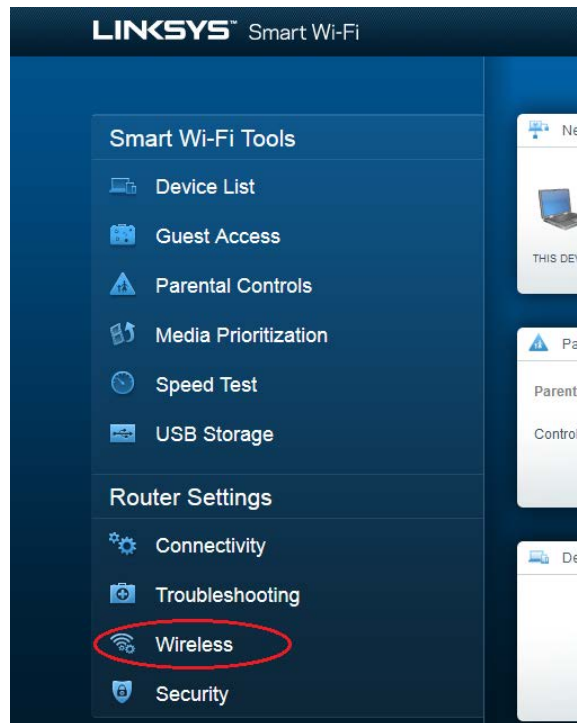 LINKSYS™ Smart Wi-Fi
Smart Wi-Fi Tools
Device List
Guest Access
Parental Controls
Media Prioritization
Speed Test
USB Storage
Router Settings
Connectivity
Troubleshooting
Wireless
Security
Ne
THIS DEV
Pa
Parent
Control
De